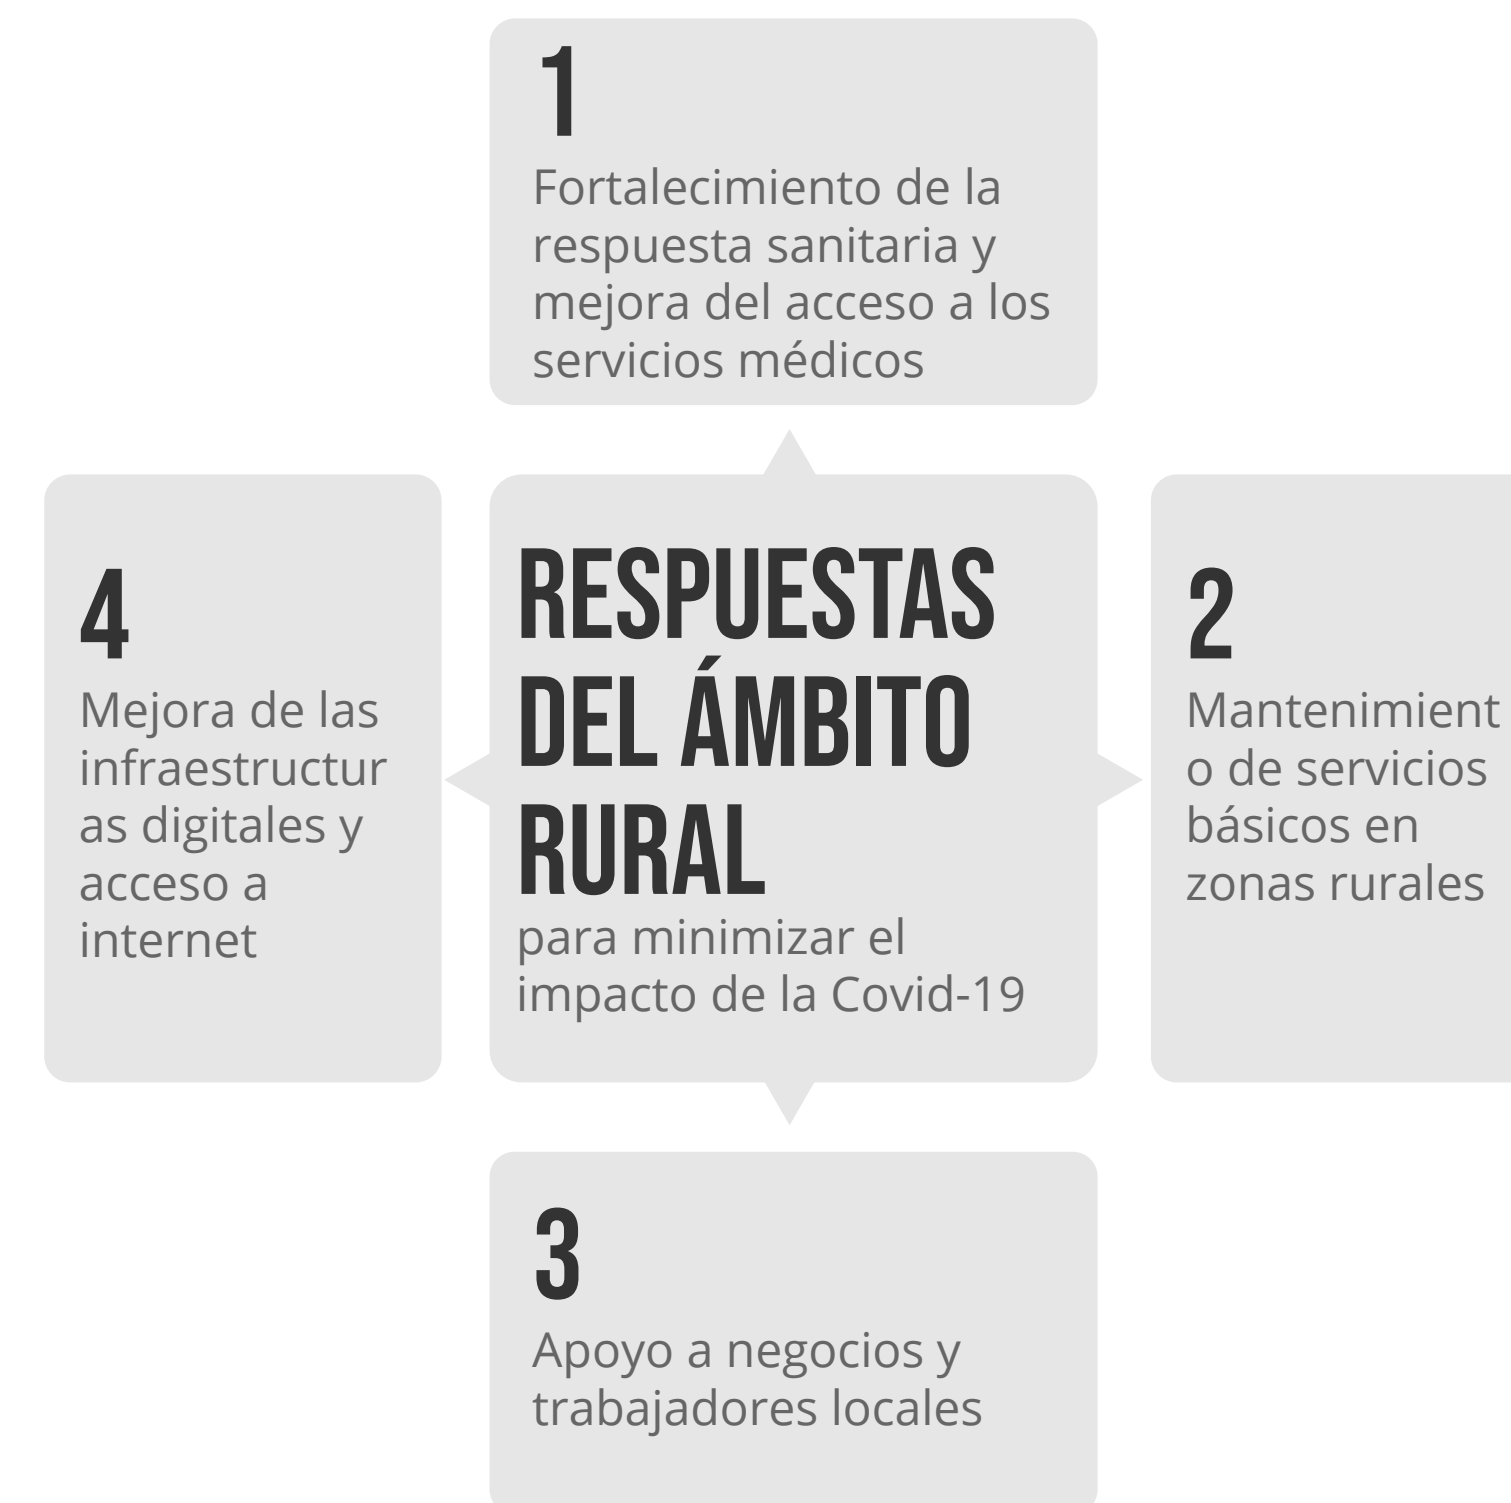 1
Fortalecimiento de la
respuesta sanitaria y
mejora del acceso a los
servicios médicos
4
Mejora de las
infraestructur
as digitales y
acceso a
internet
RESPUESTAS
DEL ÁMBITO
RURAL
para minimizar el
impacto de la Covid-19
2
Mantenimient
o de servicios
básicos en
zonas rurales
3
Apoyo a negocios y
trabajadores locales